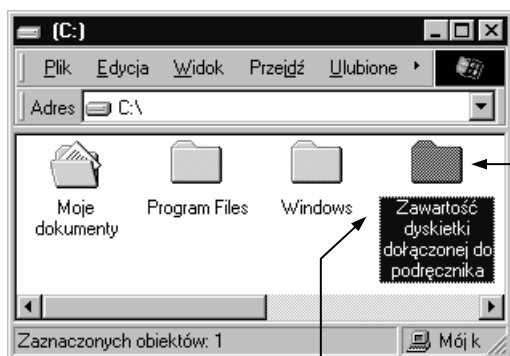 (C:)
Plik Edycja Widok Przejdź Ulubione
Adres C:\
Moje dokumenty
Program Files
Windows
Zawartość
dyskietki
dołączonej do
podręcznika
Zaznaczonych obiektów: 1 Mój k